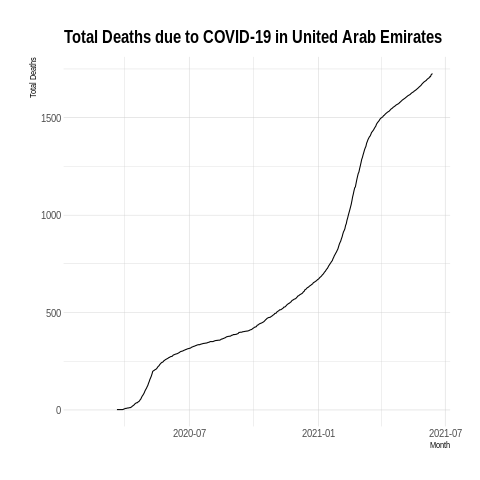 Total Deaths due to COVID-19 in United Arab Emirates
Total Deaths
1500
1000
500
0
2020-07
2021-01
2021-07
Month